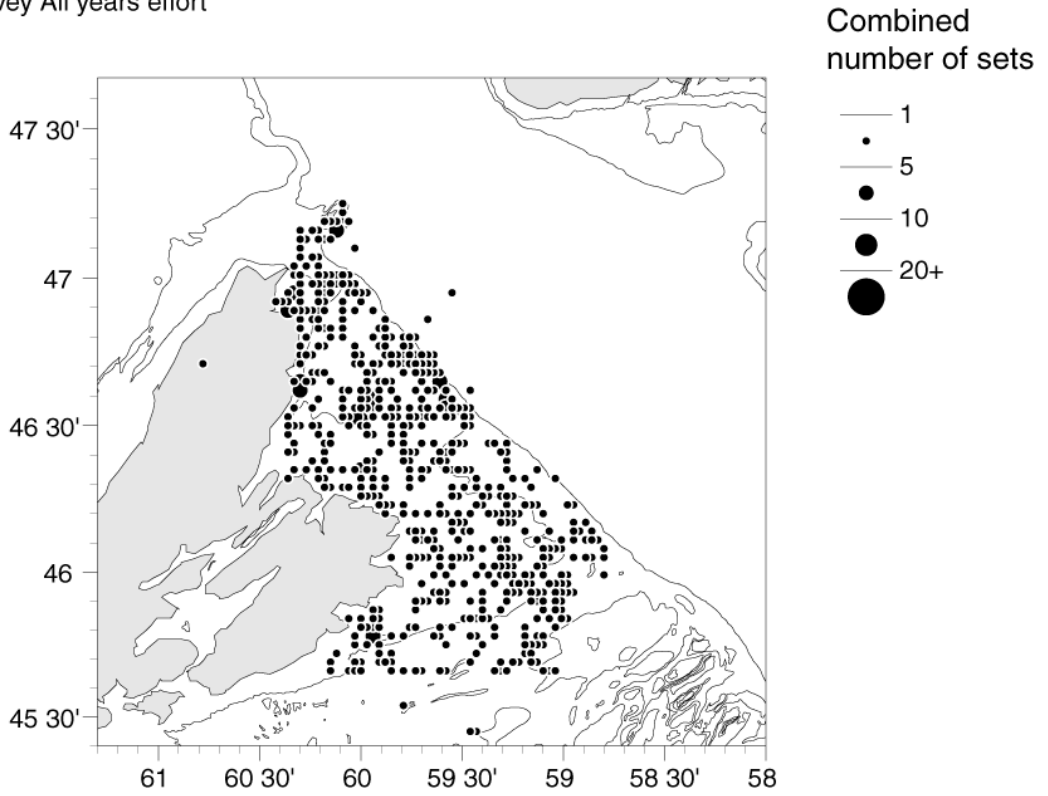 vey All years effort
Combined
number of sets
1
5
10
20+
47 30'
47
46 30'
46
45 30'
61 60 30' 60 59 30' 59 58 30' 58